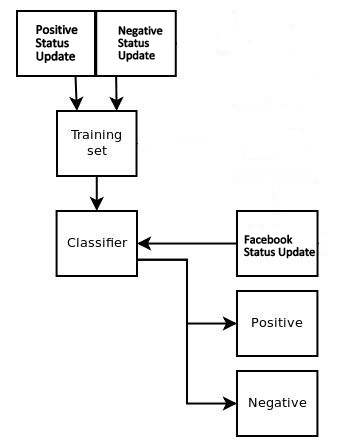 Positive
Status
Update
Negative
Status
Update
Training
set
Classifier
Facebook
Status Update
Positive
Negative